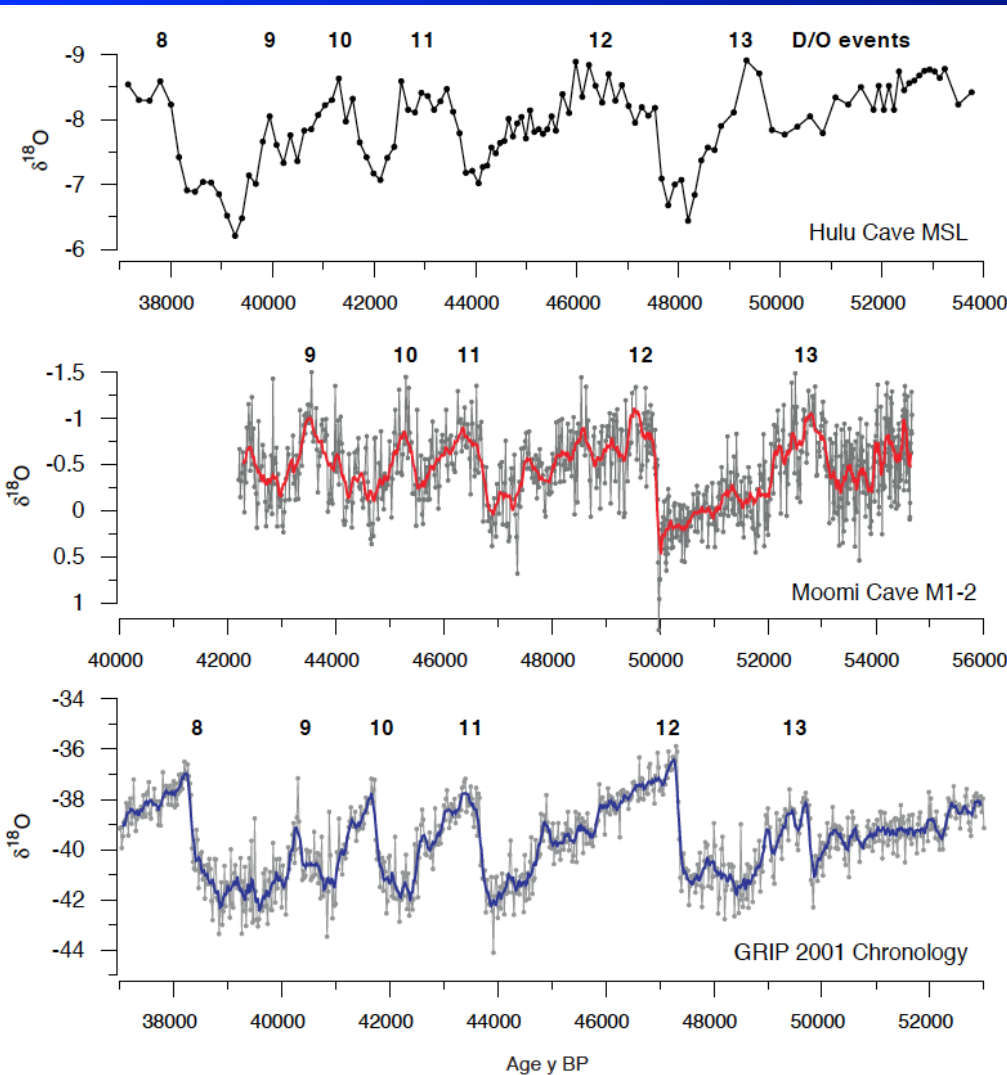 8 9 10 11 12 13 D/O events
-9
-8
-7
-6
δ18O
Hulu Cave MSL
38000 40000 42000 44000 46000 48000 50000 52000 54000
9 10 11 12 13
-1.5
-1
-0.5
0
0.5
1
δ18O
Moomi Cave M1-2
40000 42000 44000 46000 48000 50000 52000 54000 56000
-34
8 9 10 11 12 13
-36
-38
-40
-42
-44
δ18O
GRIP 2001 Chronology
38000 40000 42000 44000 46000 48000 50000 52000
Age y BP